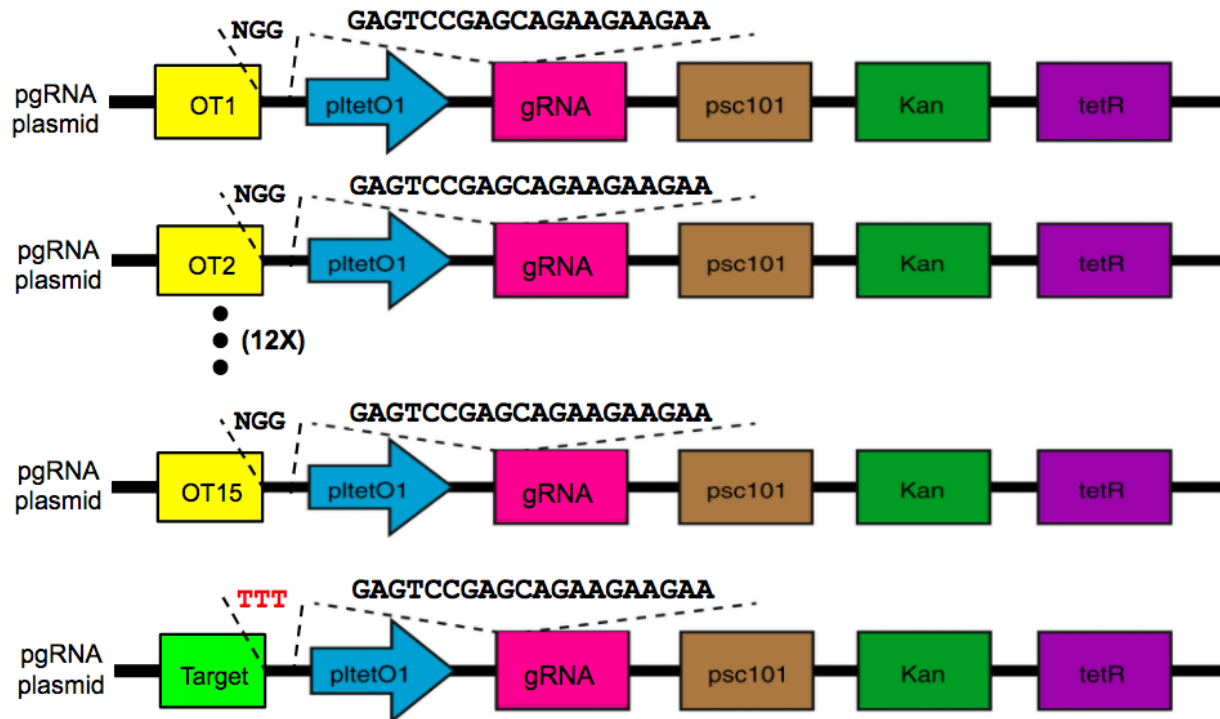 NGG GAGTCCGAGCAGAAGAAGAA
pgRNA plasmid OT1 pltetO1 gRNA psc101 Kan tetR
NGG GAGTCCGAGCAGAAGAAGAA
pgRNA plasmid OT2 pltetO1 gRNA psc101 Kan tetR
(12X)
NGG GAGTCCGAGCAGAAGAAGAA
pgRNA plasmid OT15 pltetO1 gRNA psc101 Kan tetR
TTT GAGTCCGAGCAGAAGAAGAA
pgRNA plasmid Target pltetO1 gRNA psc101 Kan tetR